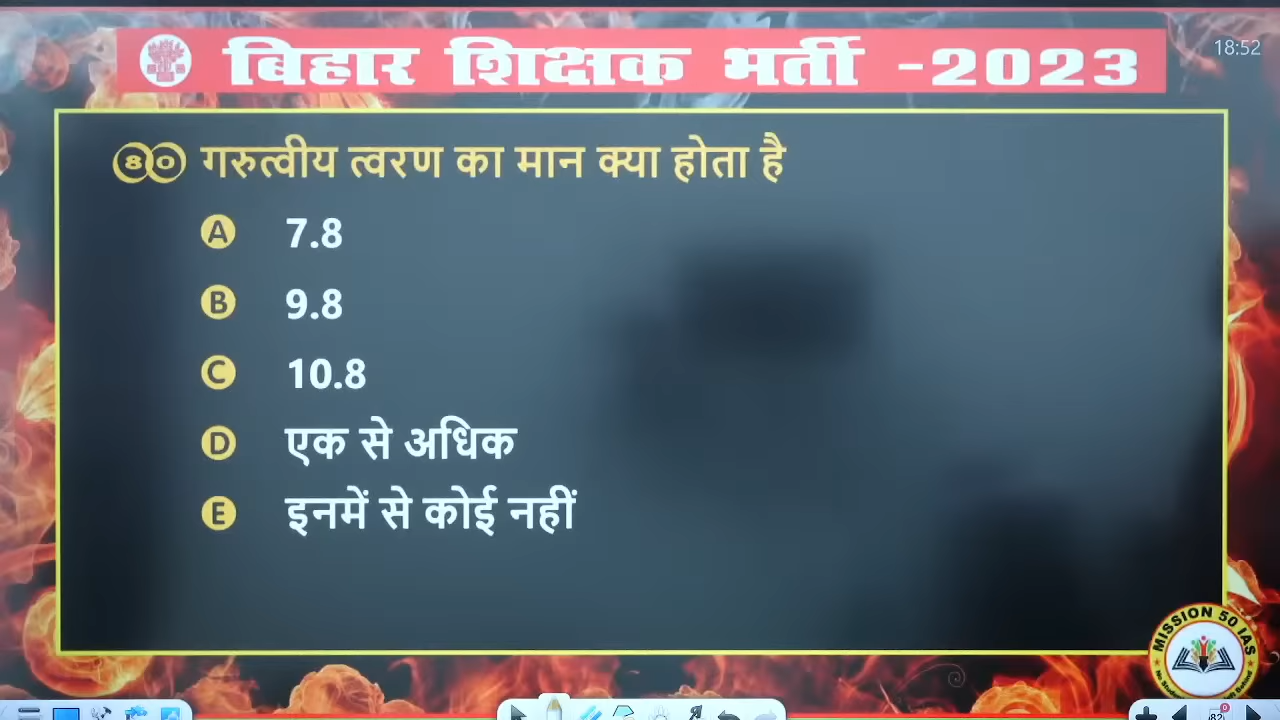 बिहार शिक्षक भर्ती -2023
18:52
80 गरुत्वीय त्वरण का मान क्या होता है
A 7.8
B 9.8
C 10.8
D एक से अधिक
E इनमें से कोई नहीं
MISSION 50 IAS